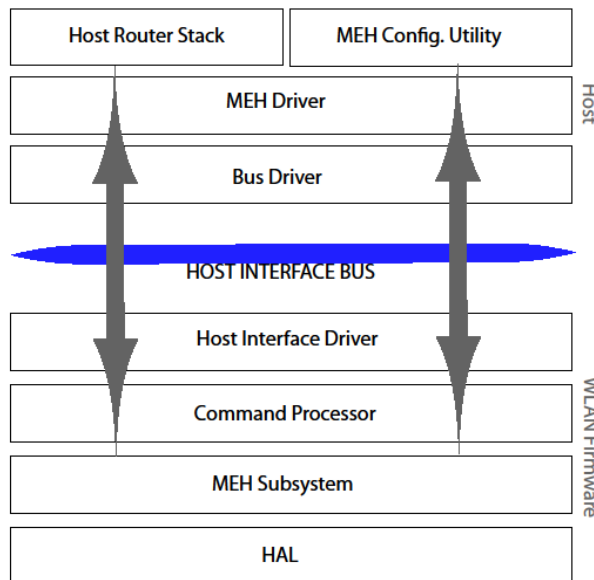 Host Router Stack
MEH Config. Utility
MEH Driver
Host
Bus Driver
HOST INTERFACE BUS
Host Interface Driver
Command Processor
WLAN Firmware
MEH Subsystem
HAL